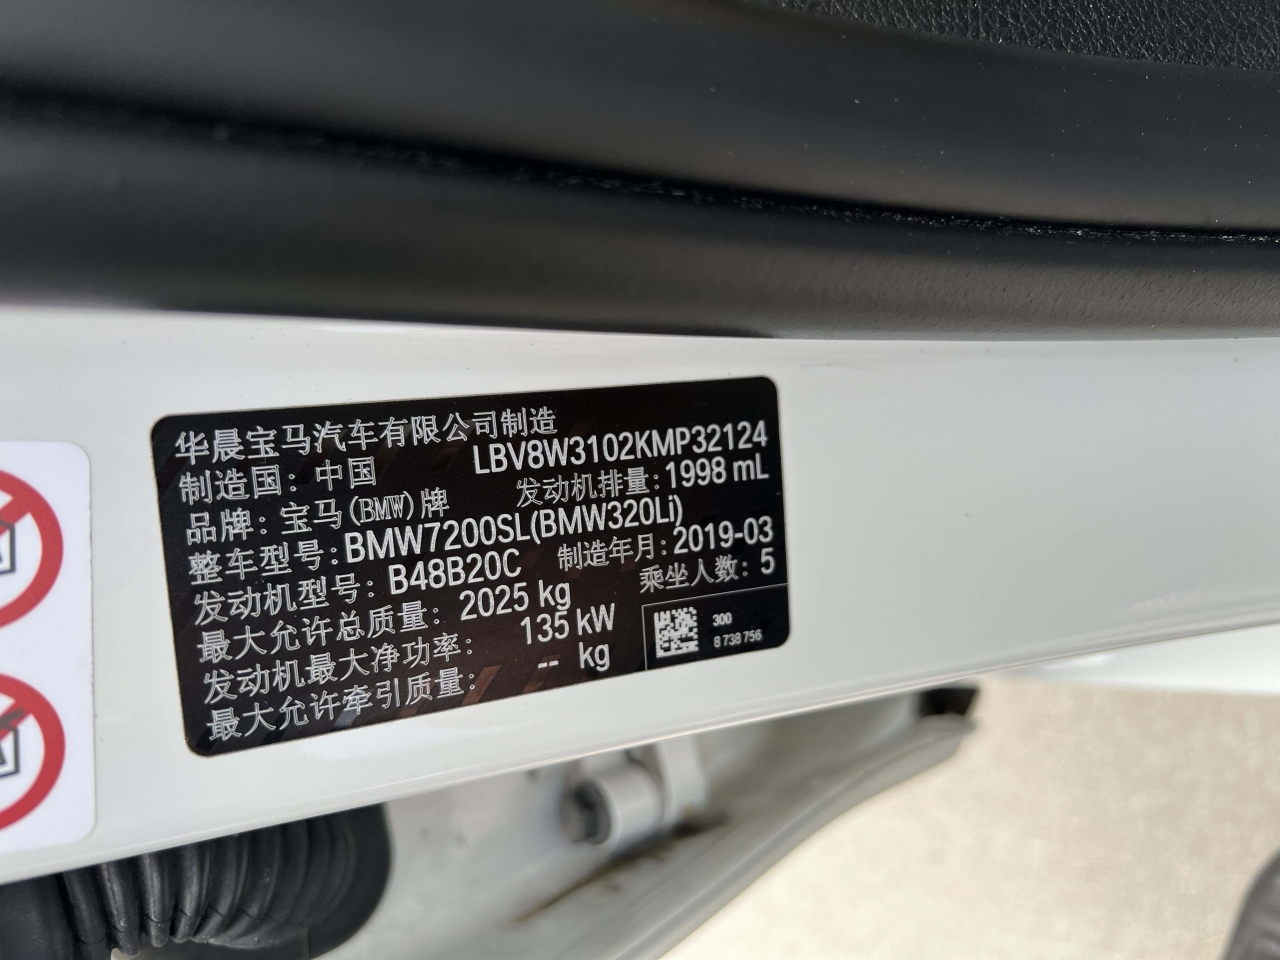 华晨宝马汽车有限公司制造
制造国：中国 LBV8W3102KMP32124
品牌：宝马(BMW)牌 发动机排量：1998 mL
整车型号：BMW7200SL(BMW320Li)
发动机型号：B48B20C 制造年月：2019-03
最大允许总质量：2025 kg 乘坐人数：5
发动机最大净功率：135 kW
最大允许牵引质量：-- kg
300
8 738 756